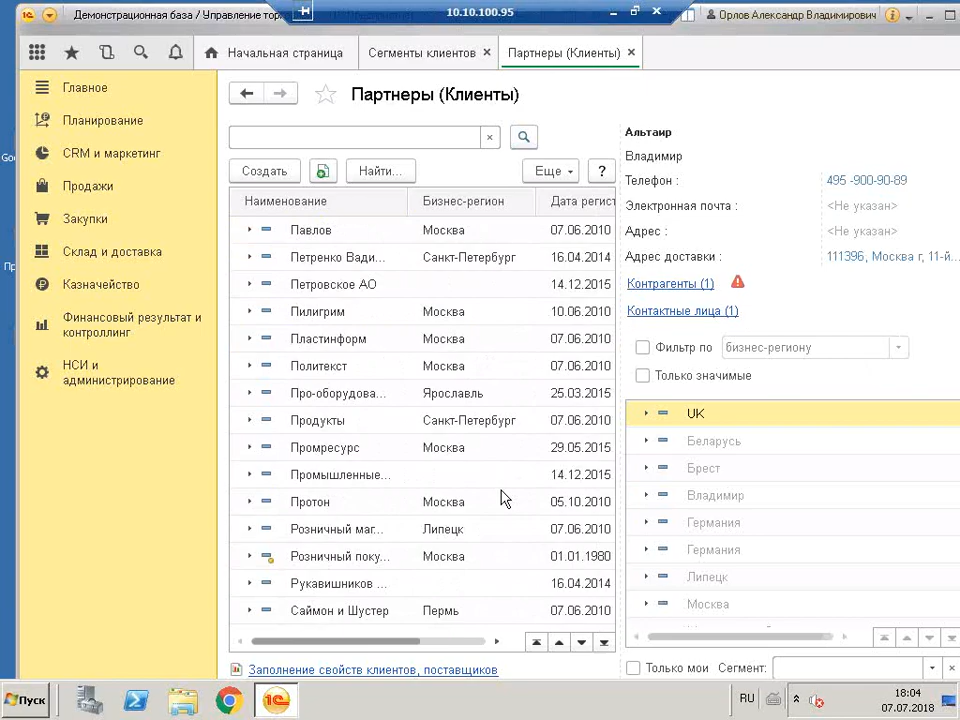 10.10.100.95
Демонстрационная база / Управление тор
Орлов Александр Владимирович
Начальная страница
Сегменты клиентов
Партнеры (Клиенты)
Главное
Планирование
CRM и маркетинг
Продажи
Закупки
Склад и доставка
Казначейство
Финансовый результат и
контроллинг
НСИ и
администрирование
Партнеры (Клиенты)
Создать
Найти...
Еще
?
Наименование Бизнес-регион Дата регист
Павлов Москва 07.06.2010
Петренко Вади... Санкт-Петербург 16.04.2014
Петровское АО 14.12.2015
Пилигрим Москва 10.06.2010
Пластинформ Москва 07.06.2010
Политекст Москва 07.06.2010
Про-оборудова... Ярославль 25.03.2015
Продукты Санкт-Петербург 07.06.2010
Промресурс Москва 29.05.2015
Промышленные... 14.12.2015
Протон Москва 05.10.2010
Розничный маг... Липецк 07.06.2010
Розничный поку... Москва 01.01.1980
Рукавишников ... 16.04.2014
Саймон и Шустер Пермь 07.06.2010
Заполнение свойств клиентов, поставщиков
Альтаир
Владимир
Телефон : 495 -900-90-89
Электронная почта : <Не указан>
Адрес : <Не указан>
Адрес доставки : 111396, Москва г, 11-й...
Контрагенты (1)
Контактные лица (1)
Фильтр по бизнес-региону
Только значимые
UK
Беларусь
Брест
Владимир
Германия
Германия
Липецк
Москва
Только мои Сегмент:
Пуск
RU
18:04
07.07.2018